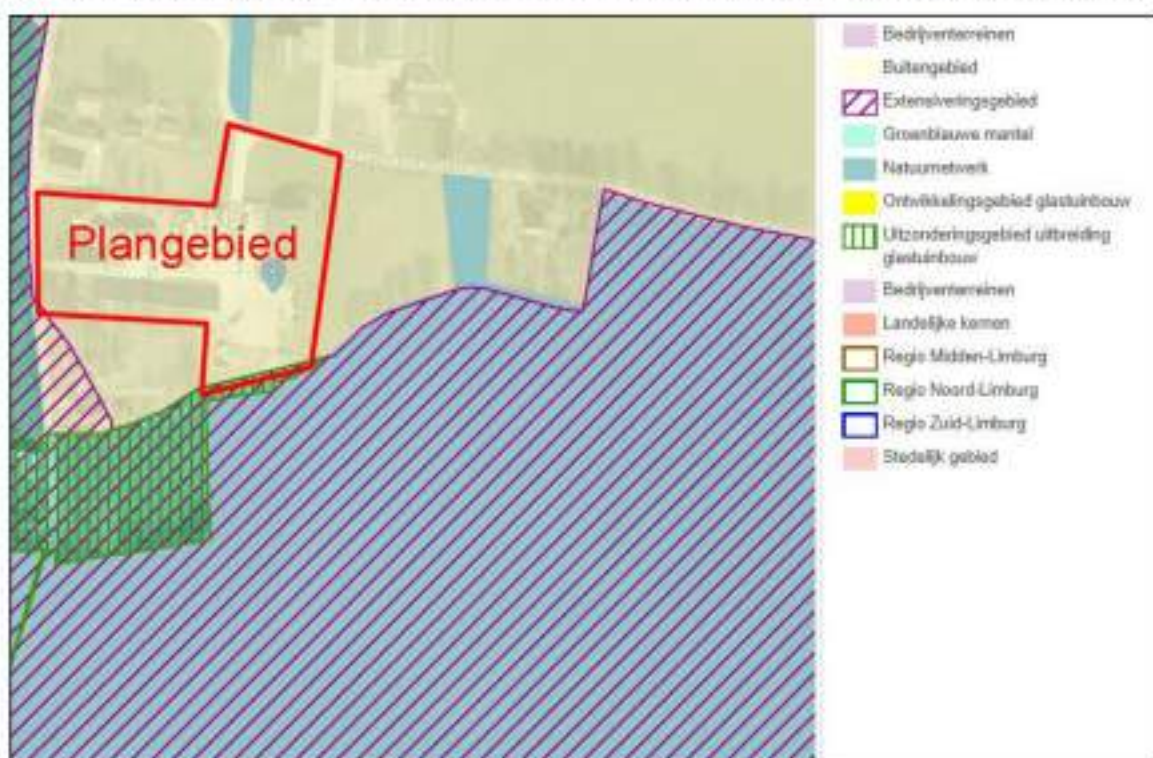 Bedrijventerreinen
Buitengebied
Extensiveringsgebied
Groenblauwe mantel
Natuurnetwerk
Ontwikkelingsgebied glastuinbouw
Uitzonderingsgebied uitbreiding
glastuinbouw
Bedrijventerreinen
Landelijke kernen
Regio Midden-Limburg
Regio Noord-Limburg
Regio Zuid-Limburg
Stedelijk gebied
Plangebied